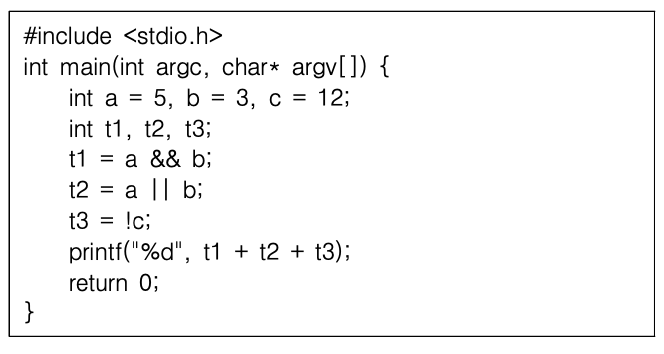 #include <stdio.h>
int main(int argc, char* argv[]) {
int a = 5, b = 3, c = 12;
int t1, t2, t3;
t1 = a && b;
t2 = a || b;
t3 = !c;
printf("%d", t1 + t2 + t3);
return 0;
}